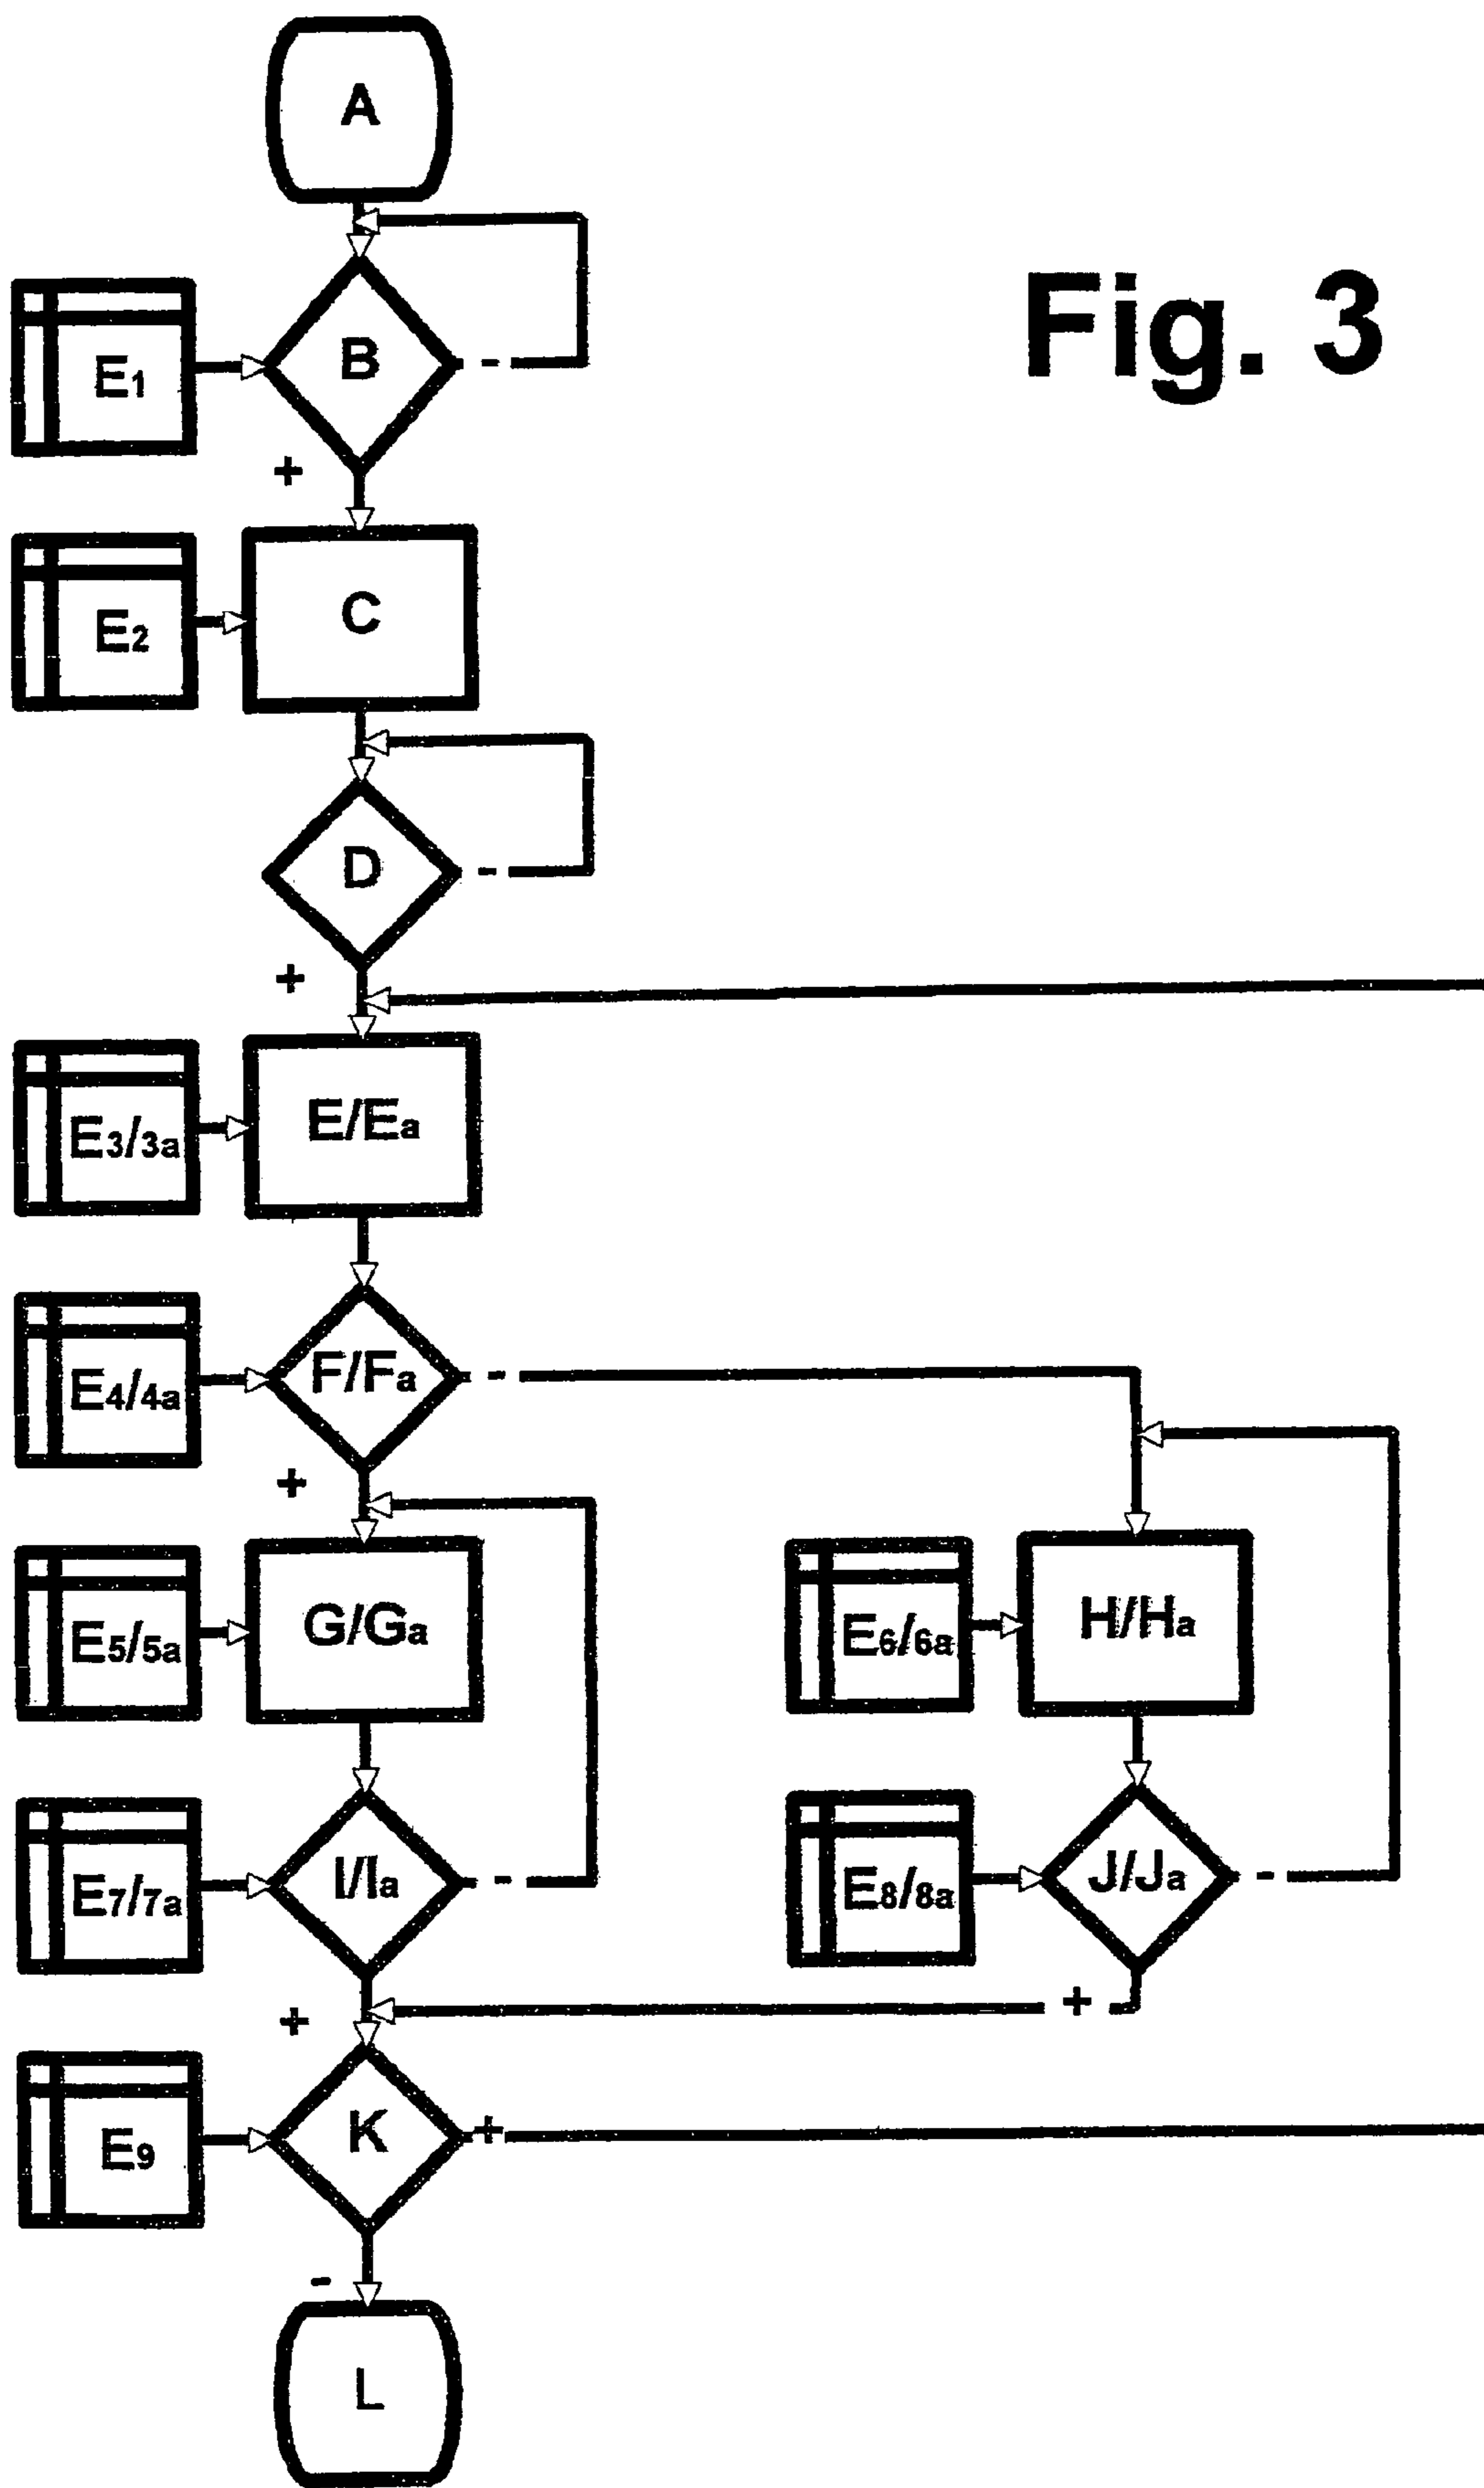 A
Fig. 3
E1
B
-
+
E2
C
D
-
+
E3/3a
E/Ea
E4/4a
F/Fa
-
+
E5/5a
G/Ga
E6/6a
H/Ha
E7/7a
I/Ia
-
E8/8a
J/Ja
-
+
+
E9
K
+
-
L